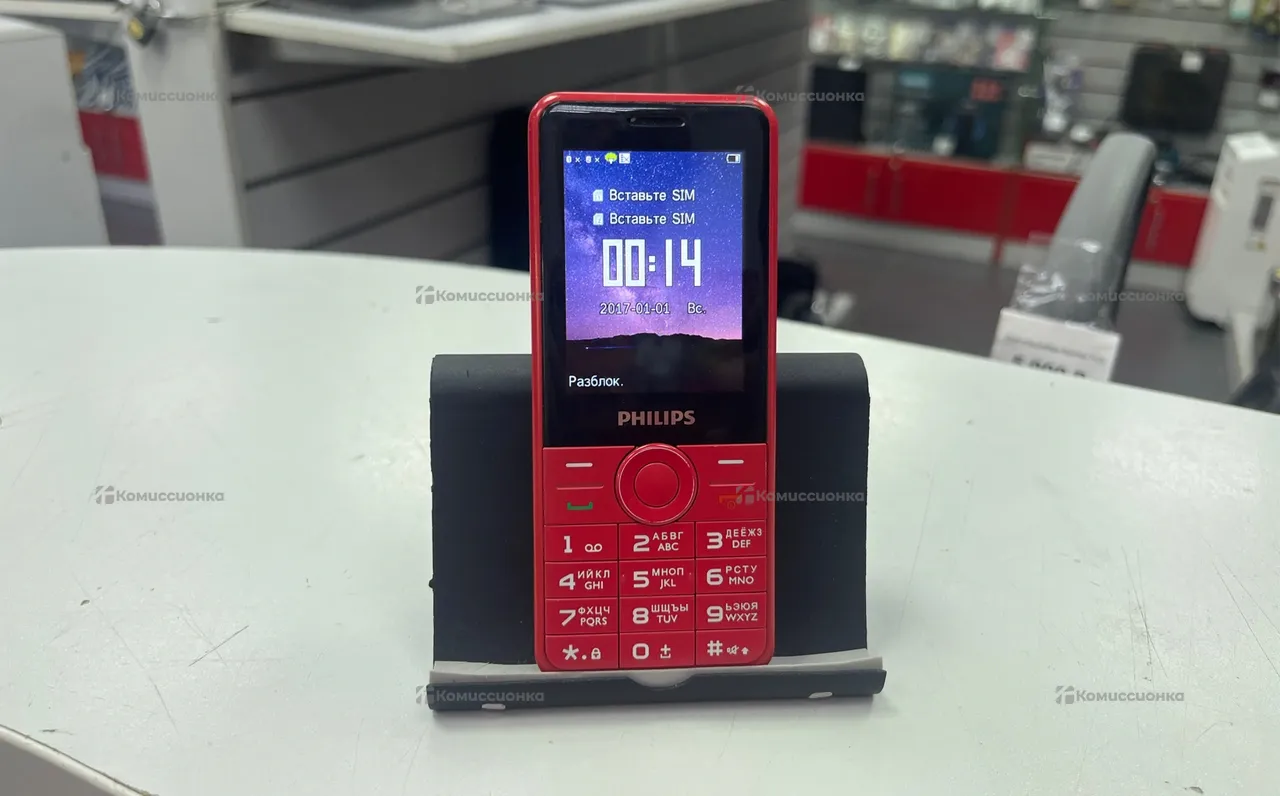 Комиссионка
Комиссионка
Вставьте SIM
Вставьте SIM
00:14
2017-01-01 Вс.
Комиссионка
Комиссионка
Разблок.
PHILIPS
Комиссионка
Комиссионка
1
2 АБВГ ABC
3 ДЕЁЖЗ DEF
4 ИЙКЛ GHI
5 МНОП JKL
6 РСТУ MNO
7 ФХЦЧ PQRS
8 ШЩЪЫ TUV
9 ЬЭЮЯ WXYZ
*.
0 +
#
Комиссионка
Комиссионка